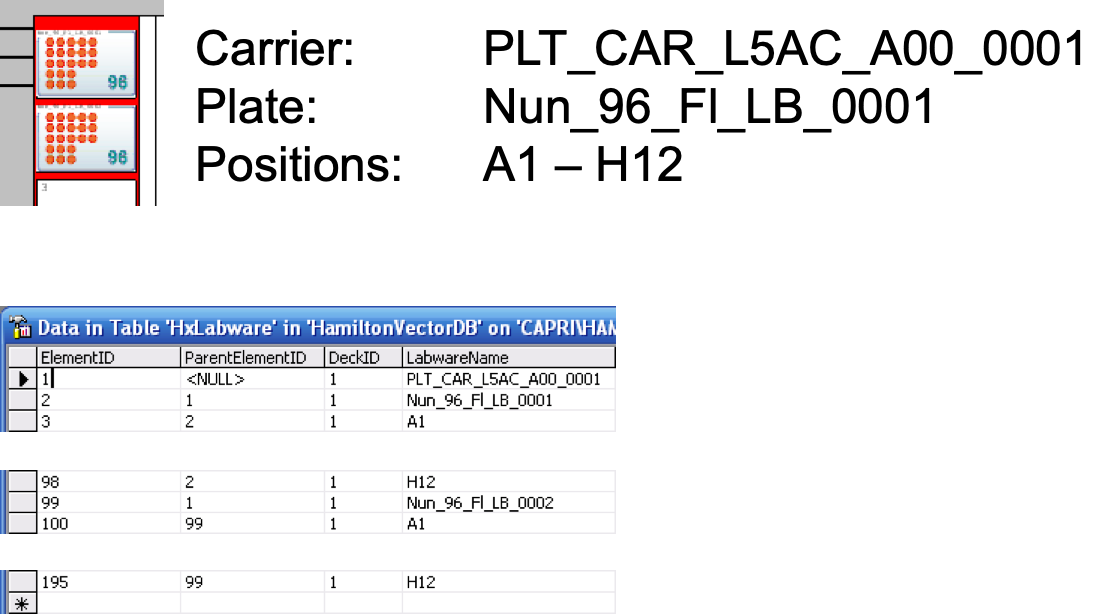 96
96
3
Carrier: PLT_CAR_L5AC_A00_0001
Plate: Nun_96_Fl_LB_0001
Positions: A1 – H12
Data in Table 'HxLabware' in 'HamiltonVectorDB' on 'CAPRI\HAM
ElementID ParentElementID DeckID LabwareName
1 <NULL> 1 PLT_CAR_L5AC_A00_0001
2 1 1 Nun_96_Fl_LB_0001
3 2 1 A1
98 2 1 H12
99 1 1 Nun_96_Fl_LB_0002
100 99 1 A1
195 99 1 H12